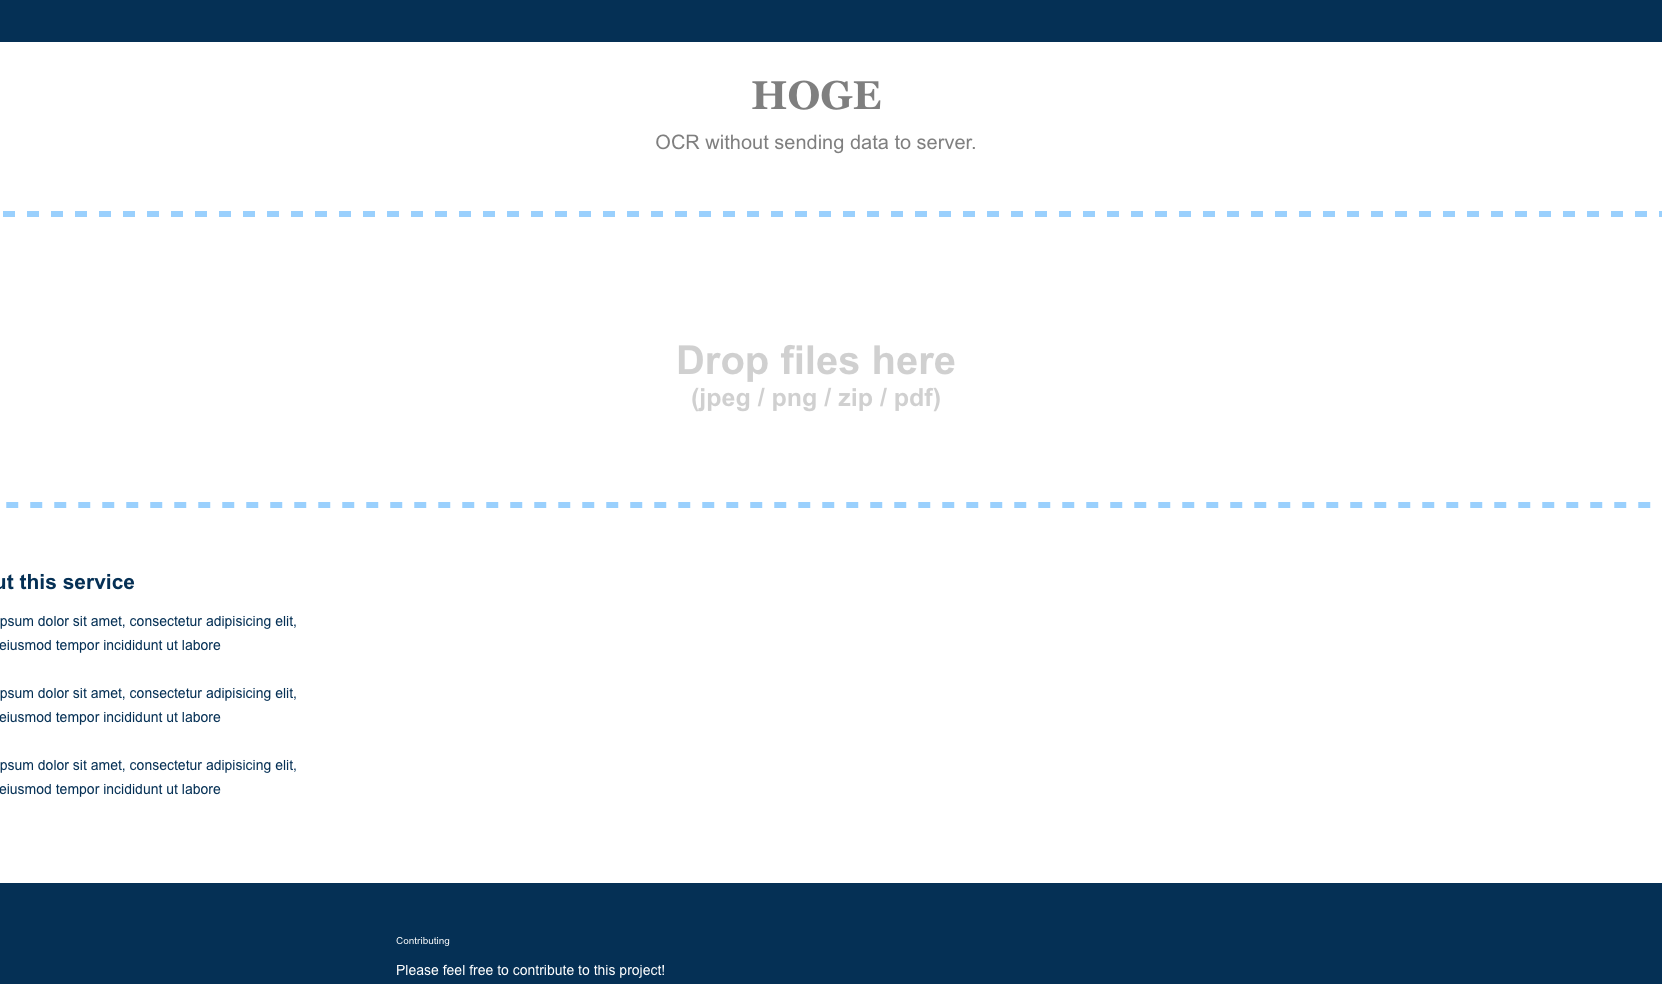 HOGE
OCR without sending data to server.
Drop files here
(jpeg / png / zip / pdf)
ut this service
psum dolor sit amet, consectetur adipisicing elit,
eiusmod tempor incididunt ut labore
psum dolor sit amet, consectetur adipisicing elit,
eiusmod tempor incididunt ut labore
psum dolor sit amet, consectetur adipisicing elit,
eiusmod tempor incididunt ut labore
Contributing
Please feel free to contribute to this project!